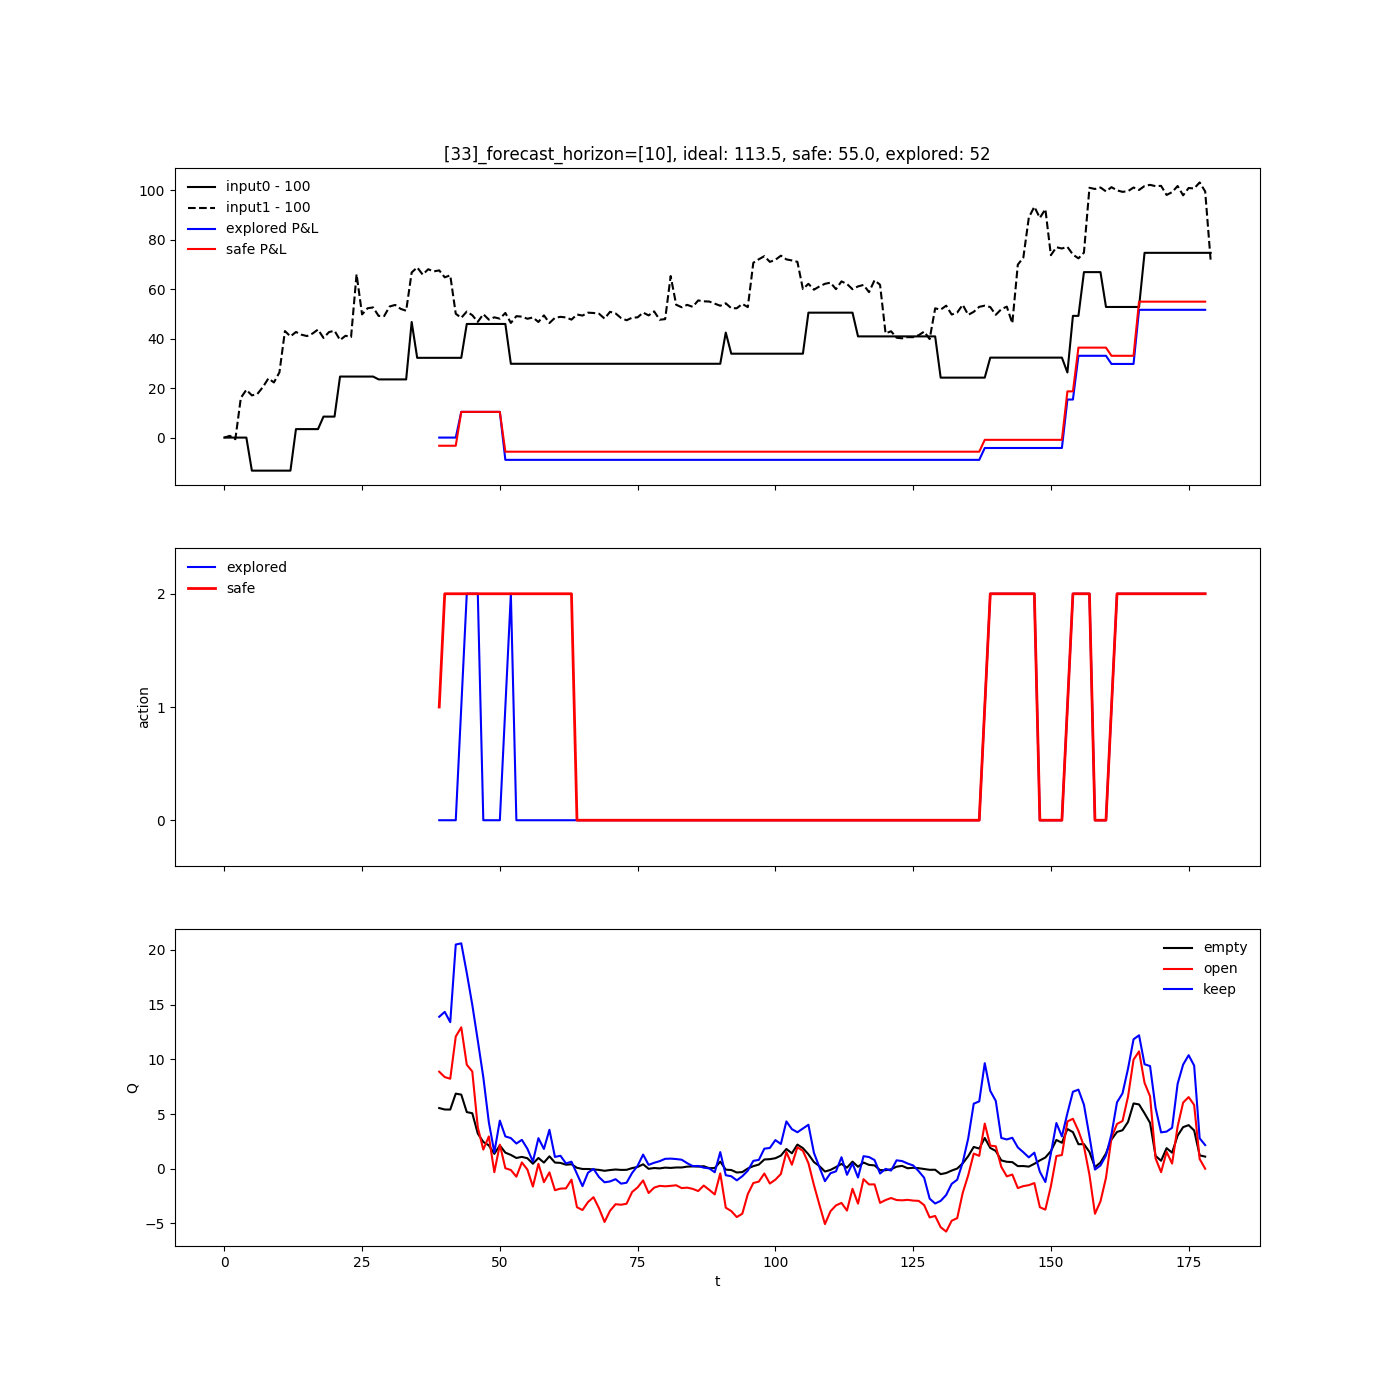 [33]_forecast_horizon=[10], ideal: 113.5, safe: 55.0, explored: 52
100
80
60
40
20
0
input0 - 100
input1 - 100
explored P&L
safe P&L
action
2
1
0
explored
safe
Q
20
15
10
5
0
−5
empty
open
keep
0 25 50 75 100 125 150 175
t